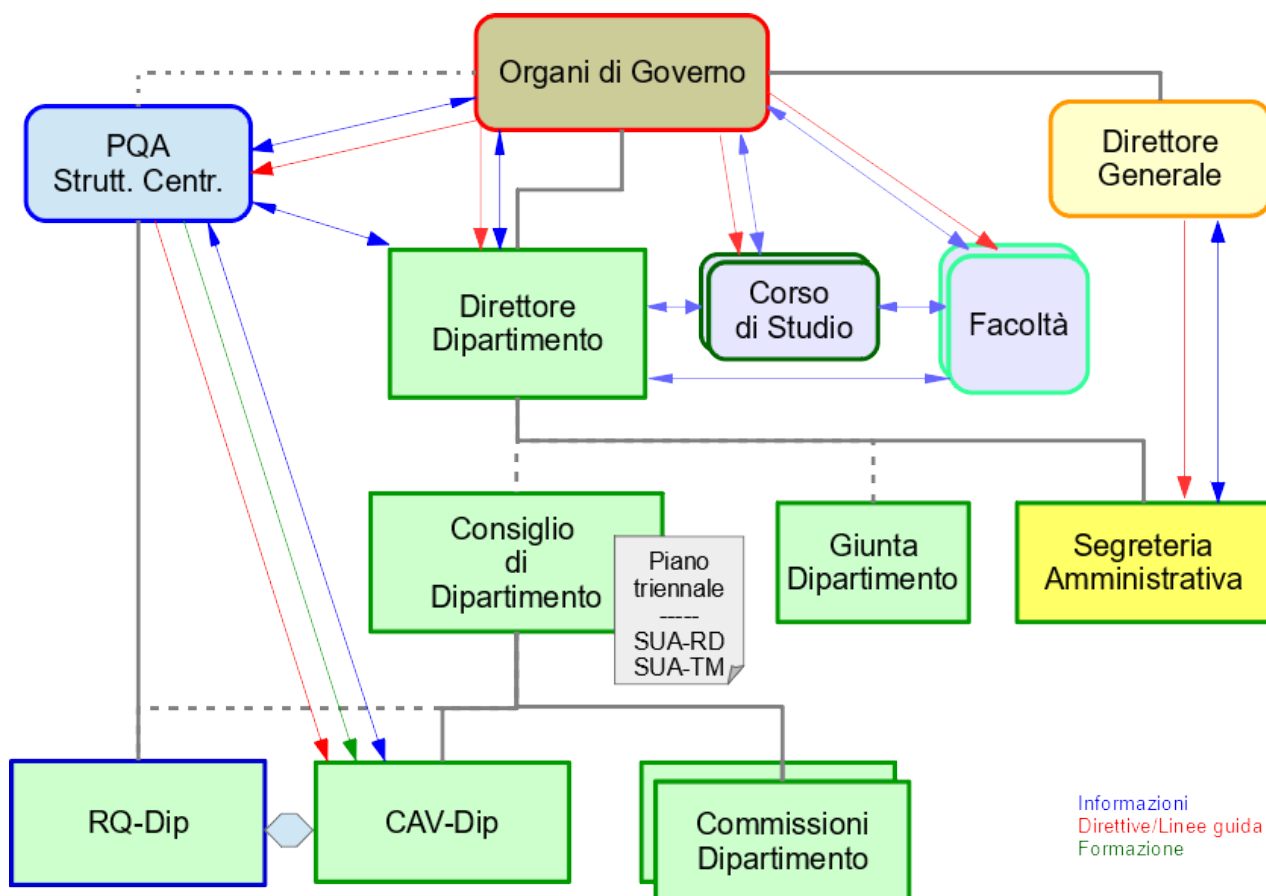 Organi di Governo
PQA
Strutt. Centr.
Direttore
Generale
Direttore
Dipartimento
Corso
di Studio
Facoltà
Consiglio
di
Dipartimento
Piano
triennale
-----
SUA-RD
SUA-TM
Giunta
Dipartimento
Segreteria
Amministrativa
RQ-Dip
CAV-Dip
Commissioni
Dipartimento
Informazioni
Direttive/Linee guida
Formazione